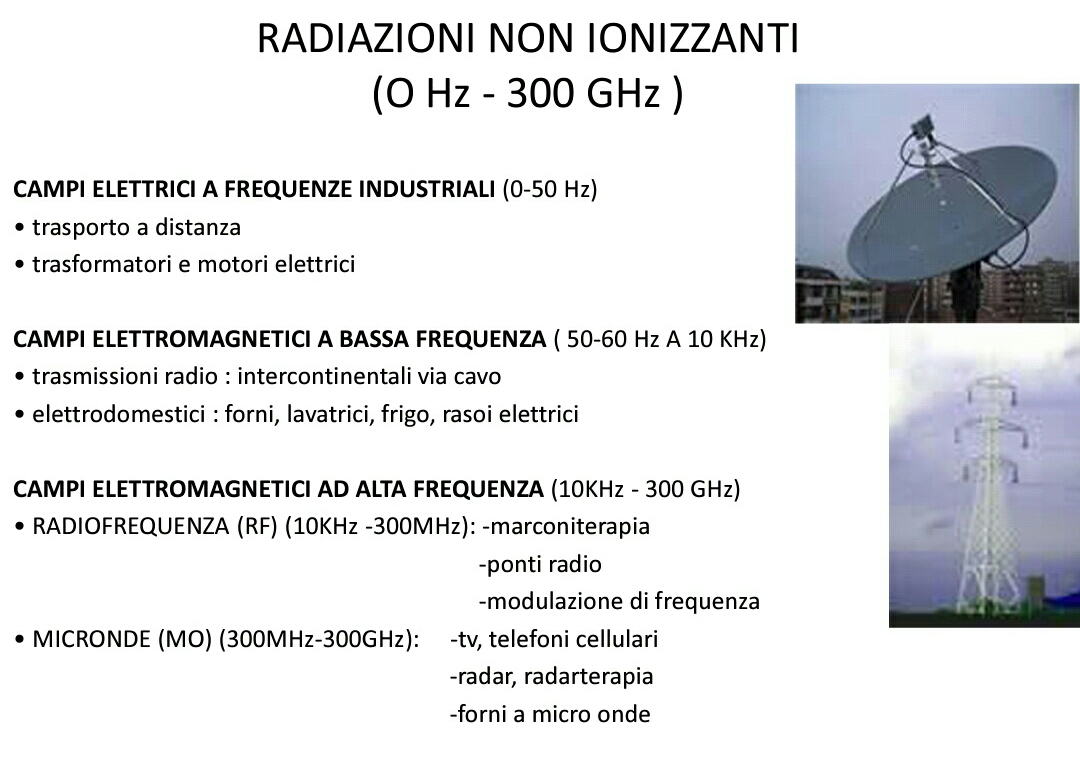 RADIAZIONI NON IONIZZANTI
(O Hz - 300 GHz )
CAMPI ELETTRICI A FREQUENZE INDUSTRIALI (0-50 Hz)
• trasporto a distanza
• trasformatori e motori elettrici
CAMPI ELETTROMAGNETICI A BASSA FREQUENZA ( 50-60 Hz A 10 KHz)
• trasmissioni radio : intercontinentali via cavo
• elettrodomestici : forni, lavatrici, frigo, rasoi elettrici
CAMPI ELETTROMAGNETICI AD ALTA FREQUENZA (10KHz - 300 GHz)
• RADIOFREQUENZA (RF) (10KHz -300MHz): -marconiterapia
-ponti radio
-modulazione di frequenza
• MICRONDE (MO) (300MHz-300GHz): -tv, telefoni cellulari
-radar, radarterapia
-forni a micro onde